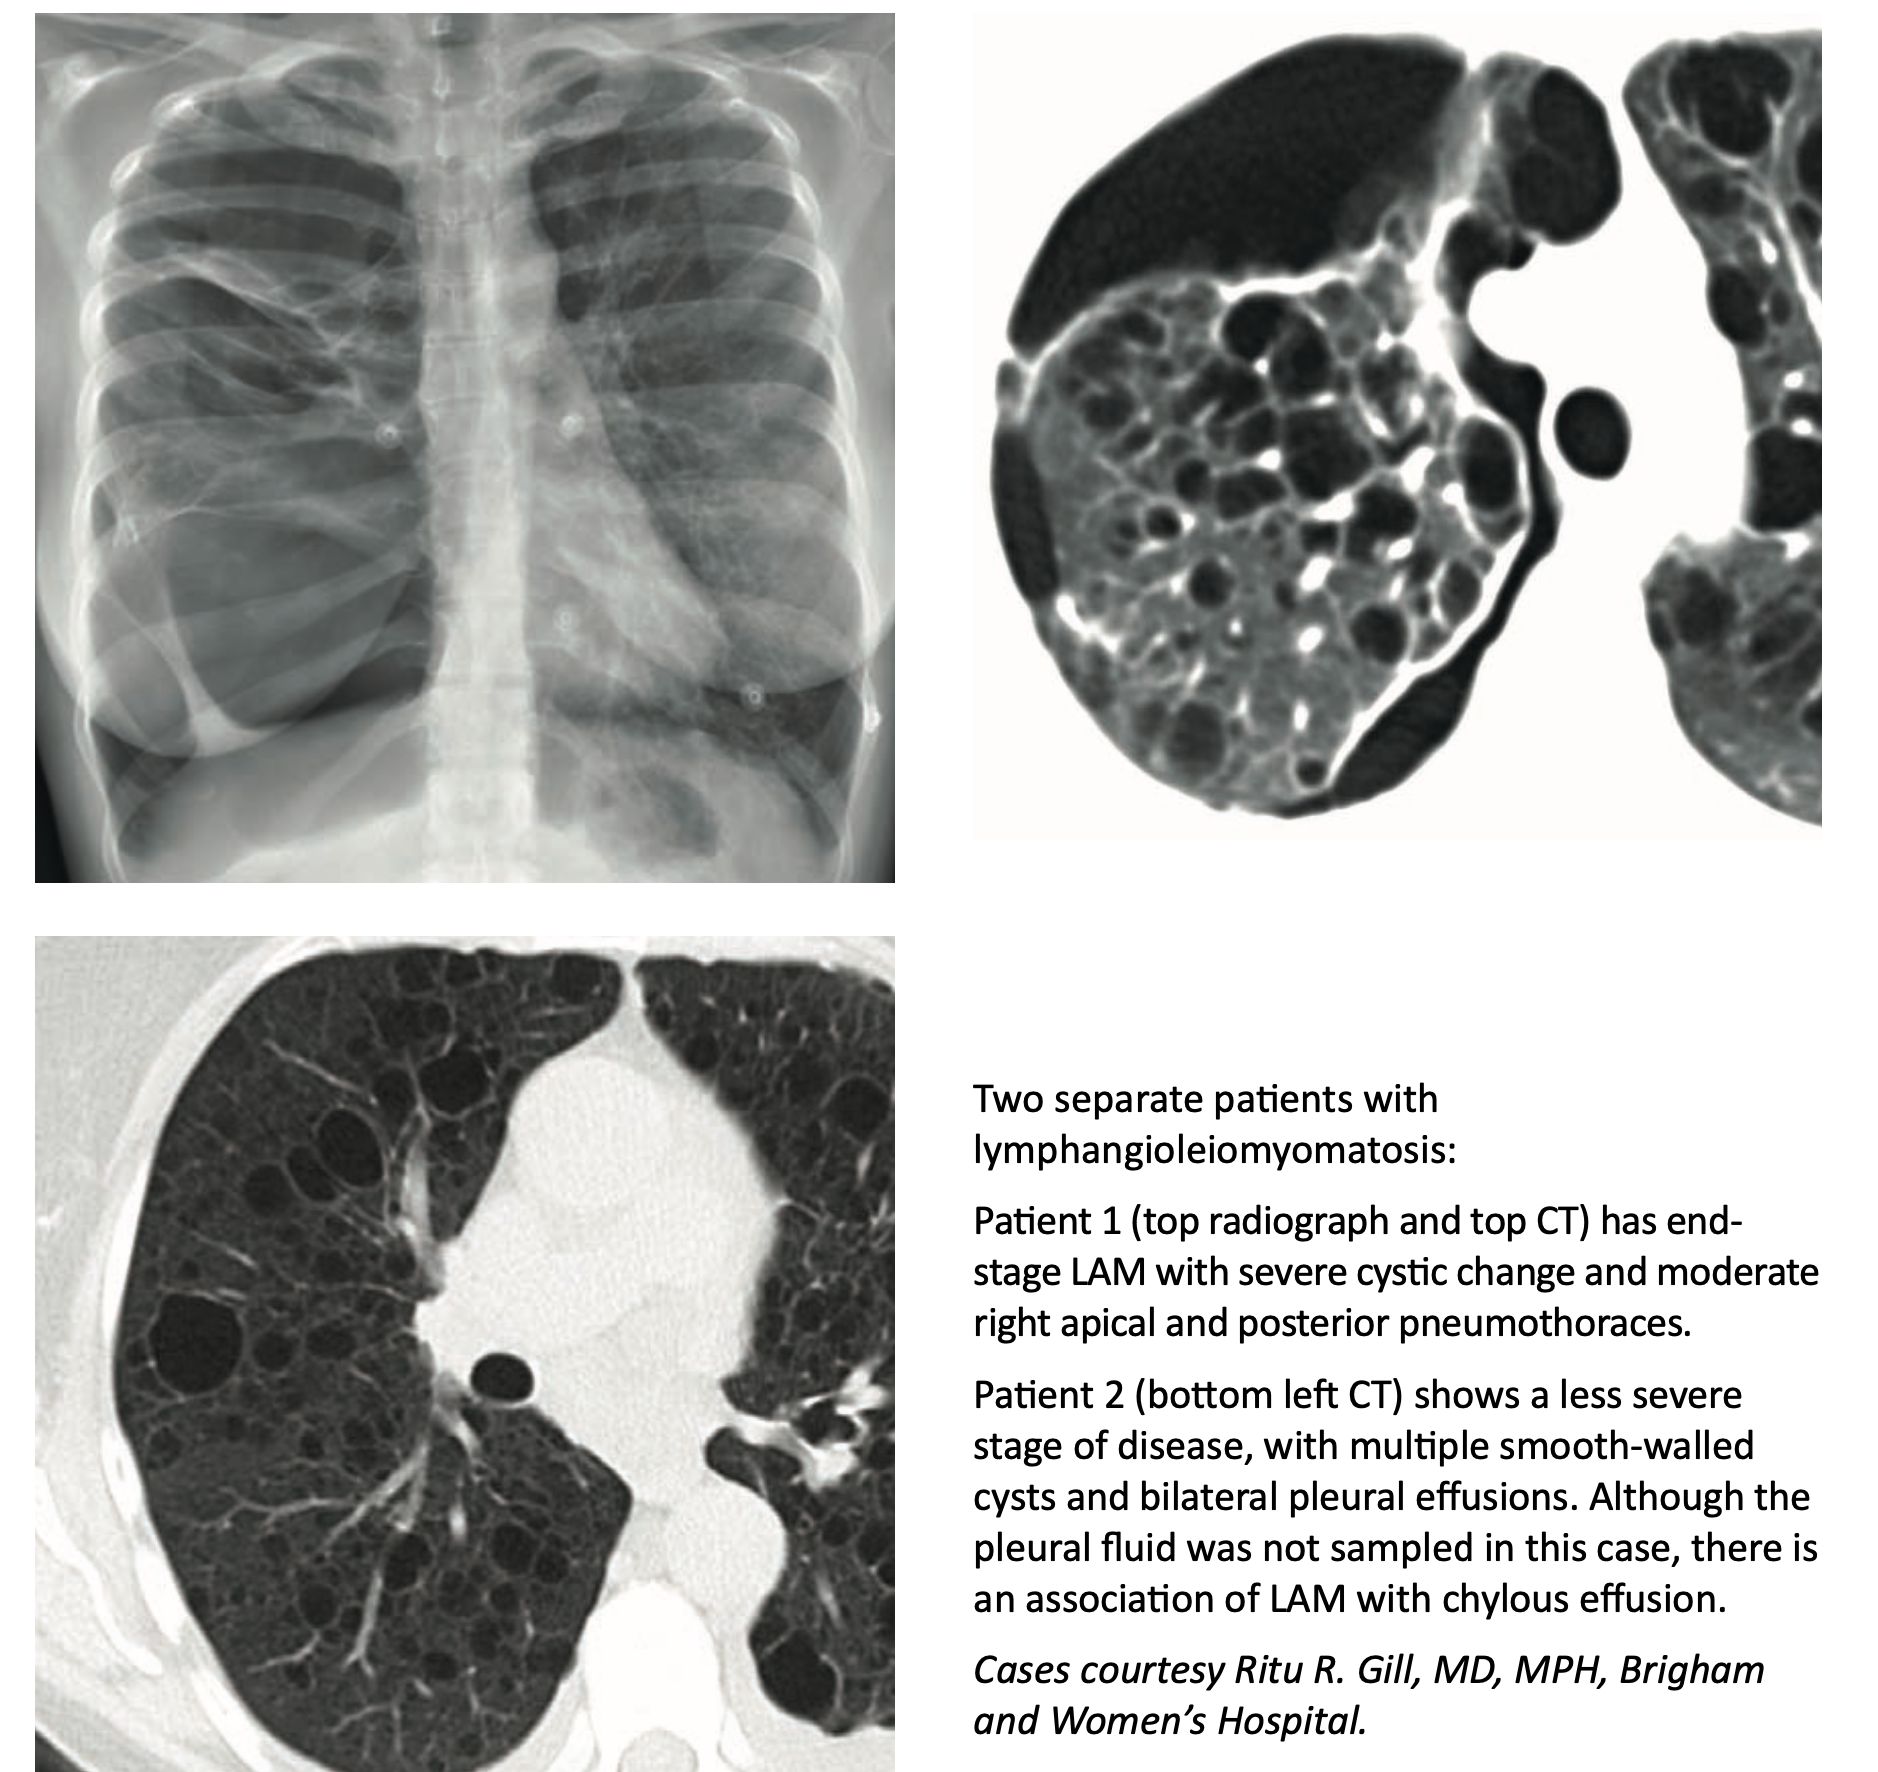 Two separate patients with
lymphangioleiomyomatosis:
Patient 1 (top radiograph and top CT) has end-
stage LAM with severe cystic change and moderate
right apical and posterior pneumothoraces.
Patient 2 (bottom left CT) shows a less severe
stage of disease, with multiple smooth-walled
cysts and bilateral pleural effusions. Although the
pleural fluid was not sampled in this case, there is
an association of LAM with chylous effusion.
Cases courtesy Ritu R. Gill, MD, MPH, Brigham
and Women’s Hospital.